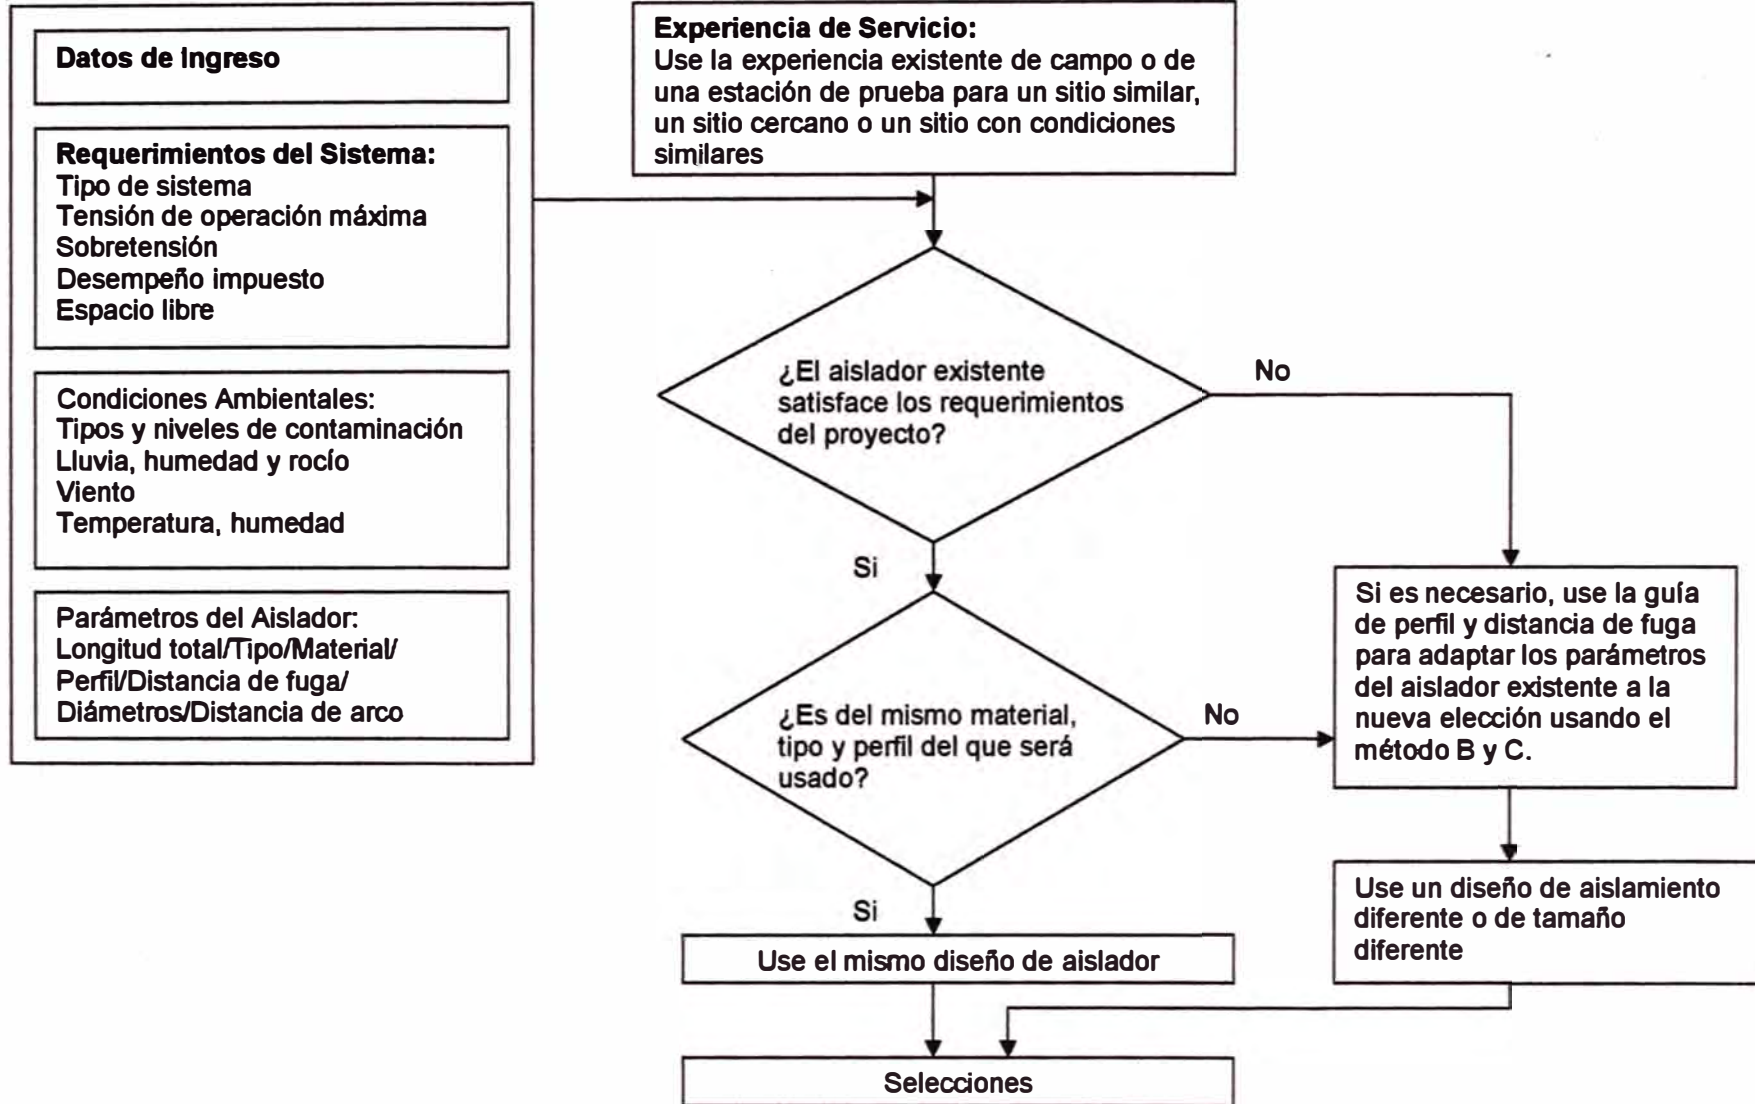 Datos de Ingreso
Requerimientos del Sistema:
Tipo de sistema
Tensión de operación máxima
Sobretensión
Desempeño impuesto
Espacio libre
Condiciones Ambientales:
Tipos y niveles de contaminación
Lluvia, humedad y rocío
Viento
Temperatura, humedad
Parámetros del Aislador:
Longitud total/Tipo/Material/
Perfil/Distancia de fuga/
Diámetros/Distancia de arco
Experiencia de Servicio:
Use la experiencia existente de campo o de
una estación de prueba para un sitio similar,
un sitio cercano o un sitio con condiciones
similares
¿El aislador existente
satisface los requerimientos
del proyecto?
No
Si
¿Es del mismo material,
tipo y perfil del que será
usado?
No
Si es necesario, use la guía
de perfil y distancia de fuga
para adaptar los parámetros
del aislador existente a la
nueva elección usando el
método B y C.
Si
Use el mismo diseño de aislador
Use un diseño de aislamiento
diferente o de tamaño
diferente
Selecciones